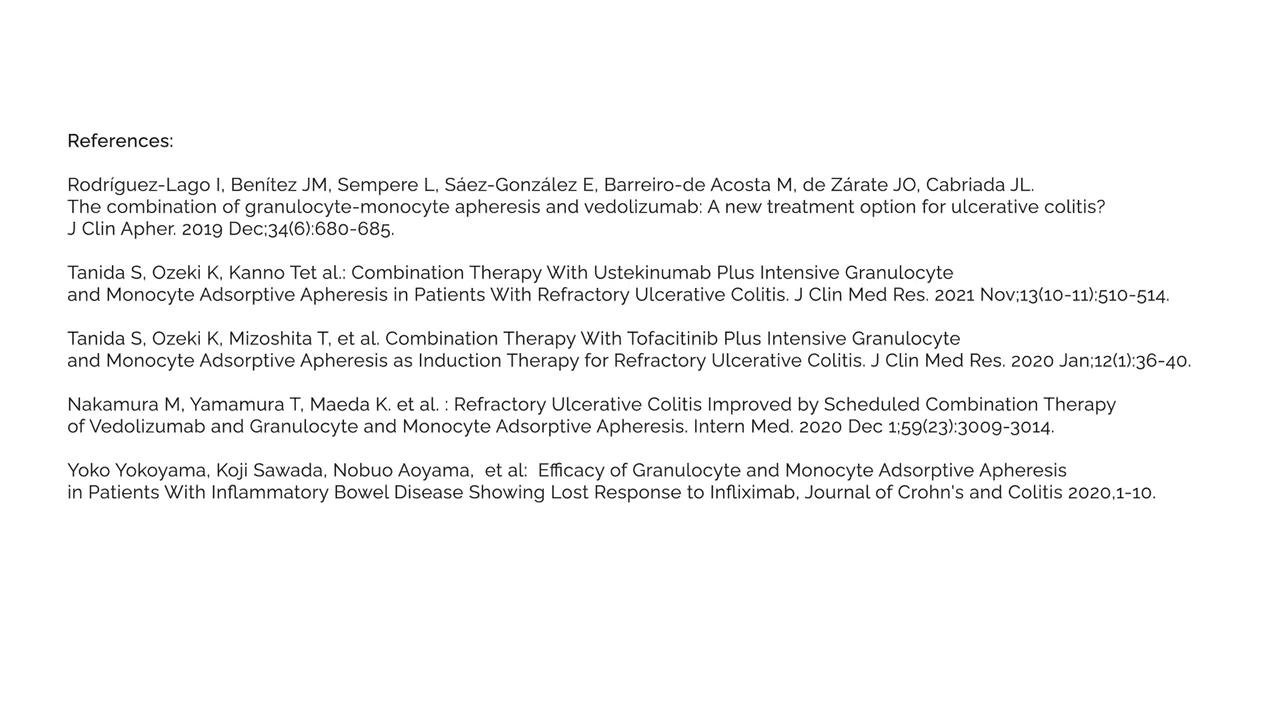 References:
Rodríguez-Lago I, Benítez JM, Sempere L, Sáez-González E, Barreiro-de Acosta M, de Zárate JO, Cabriada JL.
The combination of granulocyte-monocyte apheresis and vedolizumab: A new treatment option for ulcerative colitis?
J Clin Apher. 2019 Dec;34(6):680-685.
Tanida S, Ozeki K, Kanno Tet al.: Combination Therapy With Ustekinumab Plus Intensive Granulocyte
and Monocyte Adsorptive Apheresis in Patients With Refractory Ulcerative Colitis. J Clin Med Res. 2021 Nov;13(10-11):510-514.
Tanida S, Ozeki K, Mizoshita T, et al. Combination Therapy With Tofacitinib Plus Intensive Granulocyte
and Monocyte Adsorptive Apheresis as Induction Therapy for Refractory Ulcerative Colitis. J Clin Med Res. 2020 Jan;12(1):36-40.
Nakamura M, Yamamura T, Maeda K. et al. : Refractory Ulcerative Colitis Improved by Scheduled Combination Therapy
of Vedolizumab and Granulocyte and Monocyte Adsorptive Apheresis. Intern Med. 2020 Dec 1;59(23):3009-3014.
Yoko Yokoyama, Koji Sawada, Nobuo Aoyama,  et al:  Efficacy of Granulocyte and Monocyte Adsorptive Apheresis
in Patients With Inflammatory Bowel Disease Showing Lost Response to Infliximab, Journal of Crohn's and Colitis 2020,1-10.